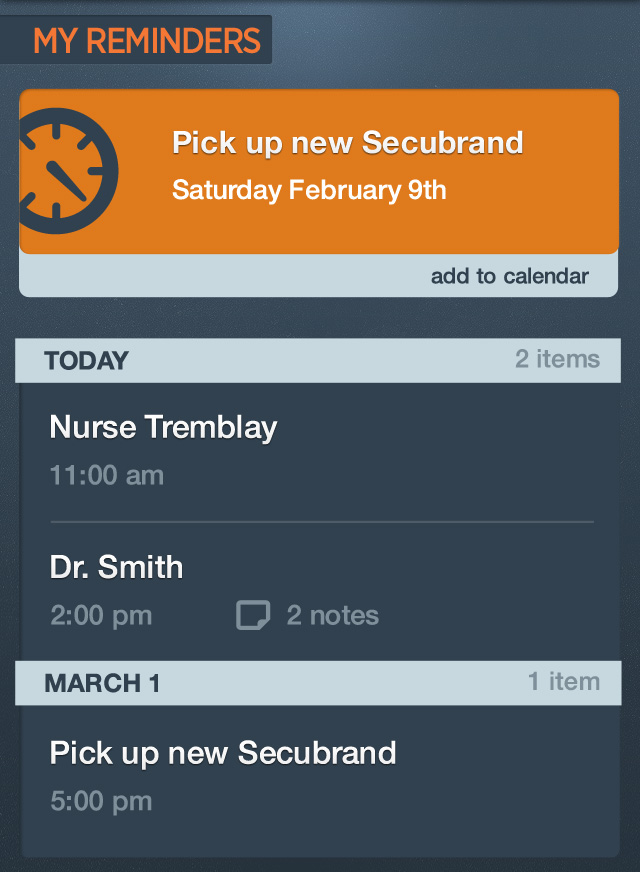 MY REMINDERS
Pick up new Secubrand
Saturday February 9th
add to calendar
TODAY 2 items
Nurse Tremblay
11:00 am
Dr. Smith
2:00 pm 2 notes
MARCH 1 1 item
Pick up new Secubrand
5:00 pm